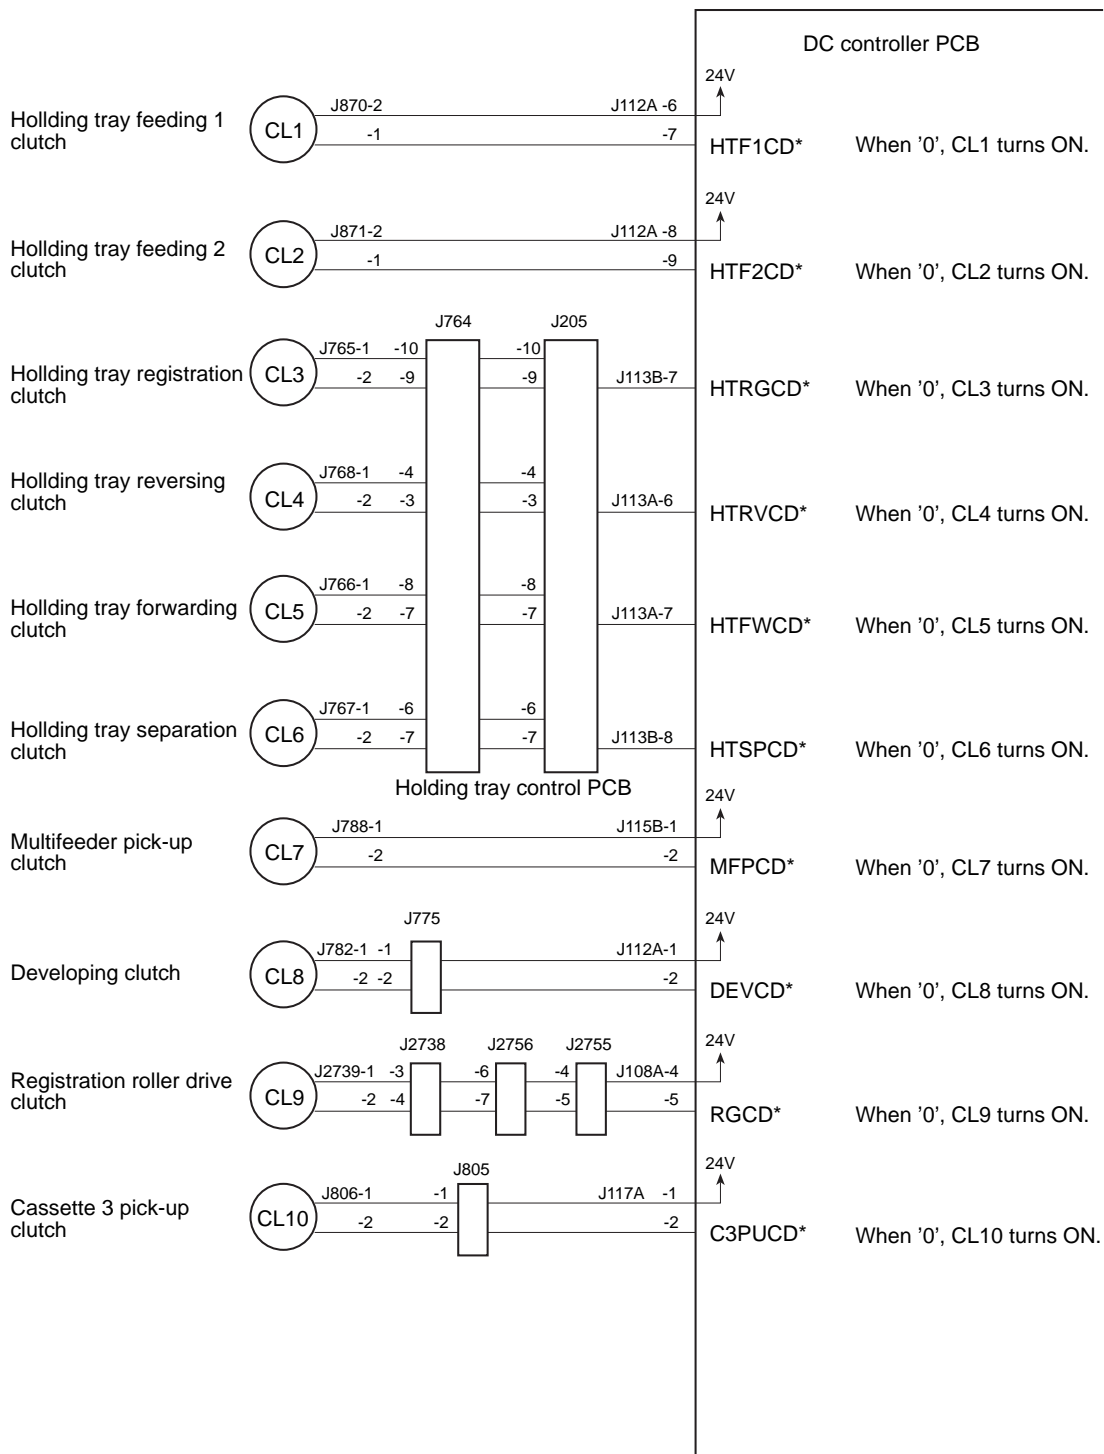 DC controller PCB
24V
Hollding tray feeding 1
clutch
CL1
J870-2
J112A -6
-1
-7
HTF1CD*
When ’0’, CL1 turns ON.
24V
Hollding tray feeding 2
clutch
CL2
J871-2
J112A -8
-1
-9
HTF2CD*
When ’0’, CL2 turns ON.
J764
J205
Hollding tray registration
clutch
CL3
J765-1
-10
-10
-2
-9
-9
J113B-7
HTRGCD*
When ’0’, CL3 turns ON.
Hollding tray reversing
clutch
CL4
J768-1
-4
-4
-2
-3
-3
J113A-6
HTRVCD*
When ’0’, CL4 turns ON.
Hollding tray forwarding
clutch
CL5
J766-1
-8
-8
-2
-7
-7
J113A-7
HTFWCD*
When ’0’, CL5 turns ON.
Hollding tray separation
clutch
CL6
J767-1
-6
-6
-2
-7
-7
J113B-8
HTSPCD*
When ’0’, CL6 turns ON.
Holding tray control PCB
24V
Multifeeder pick-up
clutch
CL7
J788-1
J115B-1
-2
-2
MFPCD*
When ’0’, CL7 turns ON.
J775
24V
Developing clutch
CL8
J782-1
-1
J112A-1
-2
-2
-2
DEVCD*
When ’0’, CL8 turns ON.
J2738
J2756
J2755
24V
Registration roller drive
clutch
CL9
J2739-1
-3
-6
-4
J108A-4
-2
-4
-7
-5
-5
RGCD*
When ’0’, CL9 turns ON.
J805
24V
Cassette 3 pick-up
clutch
CL10
J806-1
-1
J117A
-1
-2
-2
-2
C3PUCD*
When ’0’, CL10 turns ON.